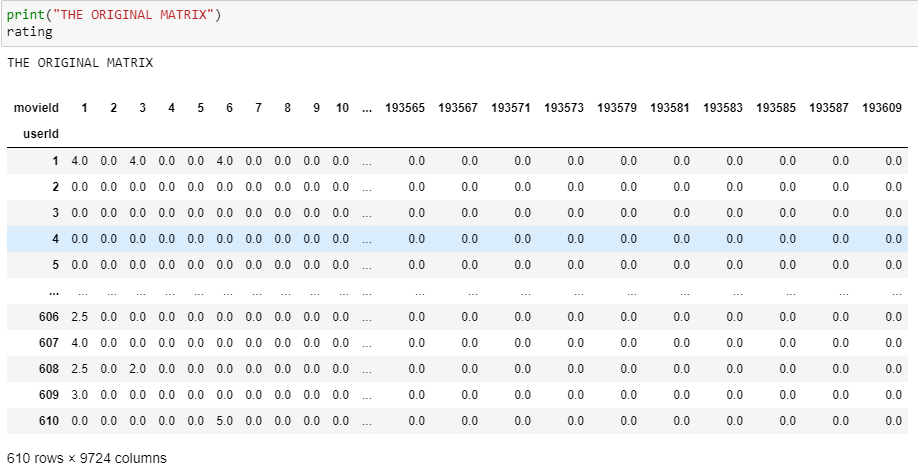 print("THE ORIGINAL MATRIX")
rating
THE ORIGINAL MATRIX
movieId 1 2 3 4 5 6 7 8 9 10 ... 193565 193567 193571 193573 193579 193581 193583 193585 193587 193609
userId
1 4.0 0.0 4.0 0.0 0.0 4.0 0.0 0.0 0.0 0.0 ... 0.0 0.0 0.0 0.0 0.0 0.0 0.0 0.0 0.0 0.0
2 0.0 0.0 0.0 0.0 0.0 0.0 0.0 0.0 0.0 0.0 ... 0.0 0.0 0.0 0.0 0.0 0.0 0.0 0.0 0.0 0.0
3 0.0 0.0 0.0 0.0 0.0 0.0 0.0 0.0 0.0 0.0 ... 0.0 0.0 0.0 0.0 0.0 0.0 0.0 0.0 0.0 0.0
4 0.0 0.0 0.0 0.0 0.0 0.0 0.0 0.0 0.0 0.0 ... 0.0 0.0 0.0 0.0 0.0 0.0 0.0 0.0 0.0 0.0
5 0.0 0.0 0.0 0.0 0.0 0.0 0.0 0.0 0.0 0.0 ... 0.0 0.0 0.0 0.0 0.0 0.0 0.0 0.0 0.0 0.0
... ... ... ... ... ... ... ... ... ... ... ... ... ... ... ... ... ... ... ... ... ...
606 2.5 0.0 0.0 0.0 0.0 0.0 0.0 0.0 0.0 0.0 ... 0.0 0.0 0.0 0.0 0.0 0.0 0.0 0.0 0.0 0.0
607 4.0 0.0 0.0 0.0 0.0 0.0 0.0 0.0 0.0 0.0 ... 0.0 0.0 0.0 0.0 0.0 0.0 0.0 0.0 0.0 0.0
608 2.5 0.0 2.0 0.0 0.0 0.0 0.0 0.0 0.0 0.0 ... 0.0 0.0 0.0 0.0 0.0 0.0 0.0 0.0 0.0 0.0
609 3.0 0.0 0.0 0.0 0.0 0.0 0.0 0.0 0.0 0.0 ... 0.0 0.0 0.0 0.0 0.0 0.0 0.0 0.0 0.0 0.0
610 0.0 0.0 0.0 0.0 0.0 5.0 0.0 0.0 0.0 0.0 ... 0.0 0.0 0.0 0.0 0.0 0.0 0.0 0.0 0.0 0.0
610 rows × 9724 columns